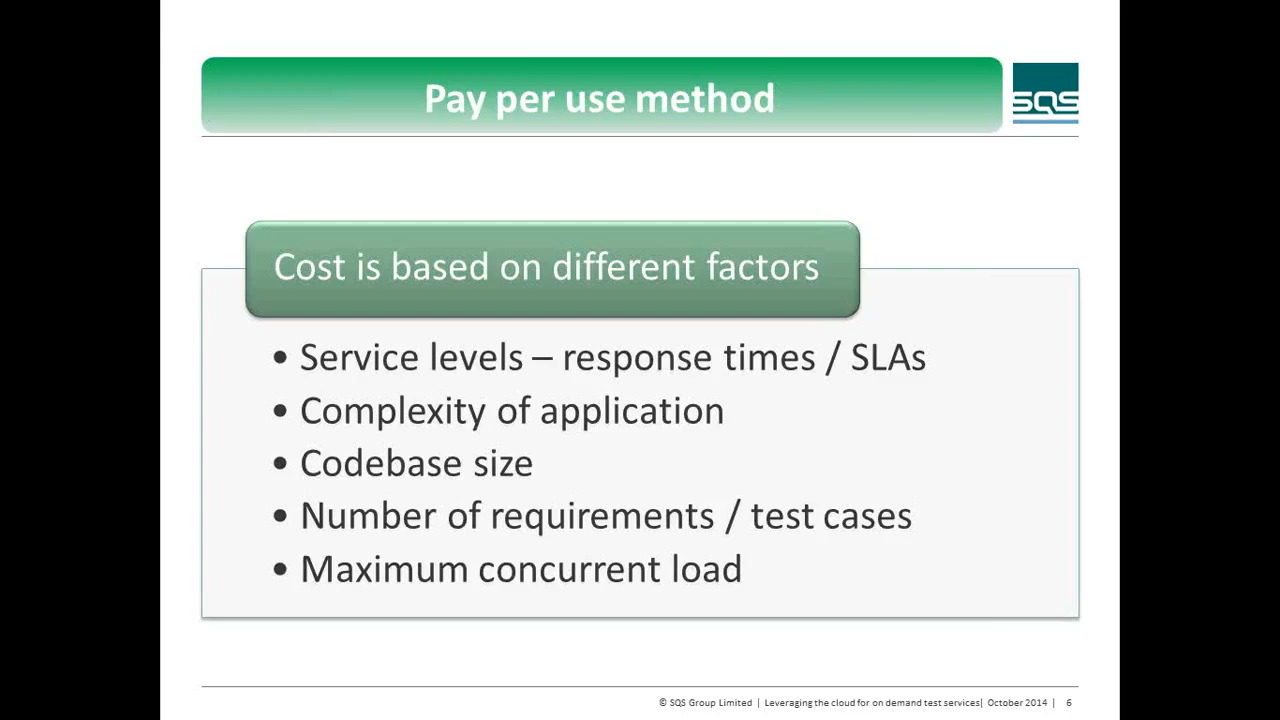 Pay per use method
SQS
Cost is based on different factors
• Service levels – response times / SLAs
• Complexity of application
• Codebase size
• Number of requirements / test cases
• Maximum concurrent load
© SQS Group Limited | Leveraging the cloud for on demand test services| October 2014 | 6